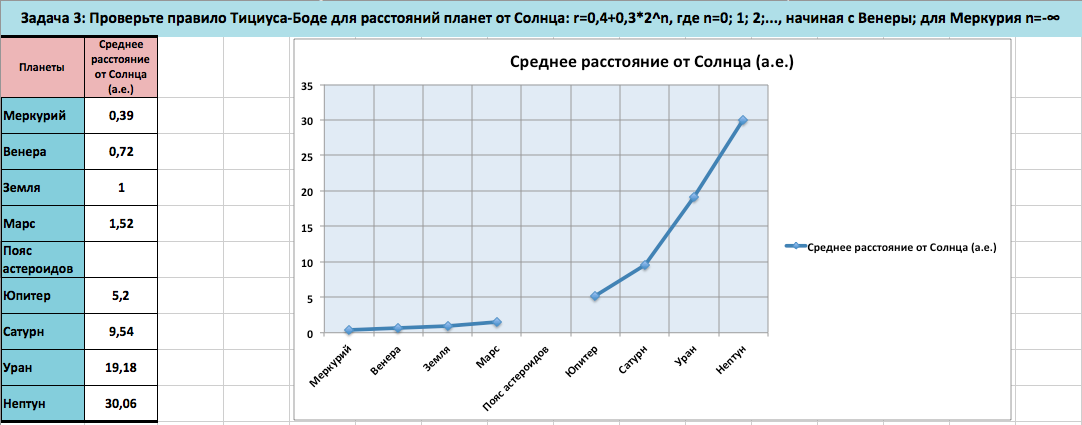 Задача 3: Проверьте правило Тициуса-Боде для расстояний планет от Солнца: r=0,4+0,3*2^n, где n=0; 1; 2;..., начиная с Венеры; для Меркурия n=-∞
Планеты
Среднее
расстояние
от Солнца
(а.е.)
Меркурий 0,39
Венера 0,72
Земля 1
Марс 1,52
Пояс
астероидов
Юпитер 5,2
Сатурн 9,54
Уран 19,18
Нептун 30,06
Среднее расстояние от Солнца (а.е.)
35
30
25
20
15
10
5
0
Меркурий
Венера
Земля
Марс
Пояс астероидов
Юпитер
Сатурн
Уран
Нептун
Среднее расстояние от Солнца (а.е.)